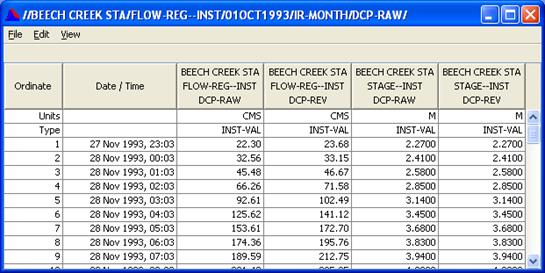 //BEECH CREEK STA/FLOW-REG--INST/01OCT1993/IR-MONTH/DCP-RAW/
File Edit View
Ordinate Date / Time BEECH CREEK STA FLOW-REG--INST DCP-RAW BEECH CREEK STA FLOW-REG--INST DCP-REV BEECH CREEK STA STAGE--INST DCP-RAW BEECH CREEK STA STAGE--INST DCP-REV
Units CMS CMS M M
Type INST-VAL INST-VAL INST-VAL INST-VAL
1 27 Nov 1993, 23:03 22.30 23.68 2.2700 2.2700
2 28 Nov 1993, 00:03 32.56 33.15 2.4100 2.4100
3 28 Nov 1993, 01:03 45.48 46.67 2.5800 2.5800
4 28 Nov 1993, 02:03 66.26 71.58 2.8500 2.8500
5 28 Nov 1993, 03:03 92.61 102.49 3.1400 3.1400
6 28 Nov 1993, 04:03 125.62 141.12 3.4500 3.4500
7 28 Nov 1993, 05:03 153.61 172.70 3.6800 3.6800
8 28 Nov 1993, 06:03 174.36 195.76 3.8300 3.8300
9 28 Nov 1993, 07:03 189.59 212.75 3.9400 3.9400